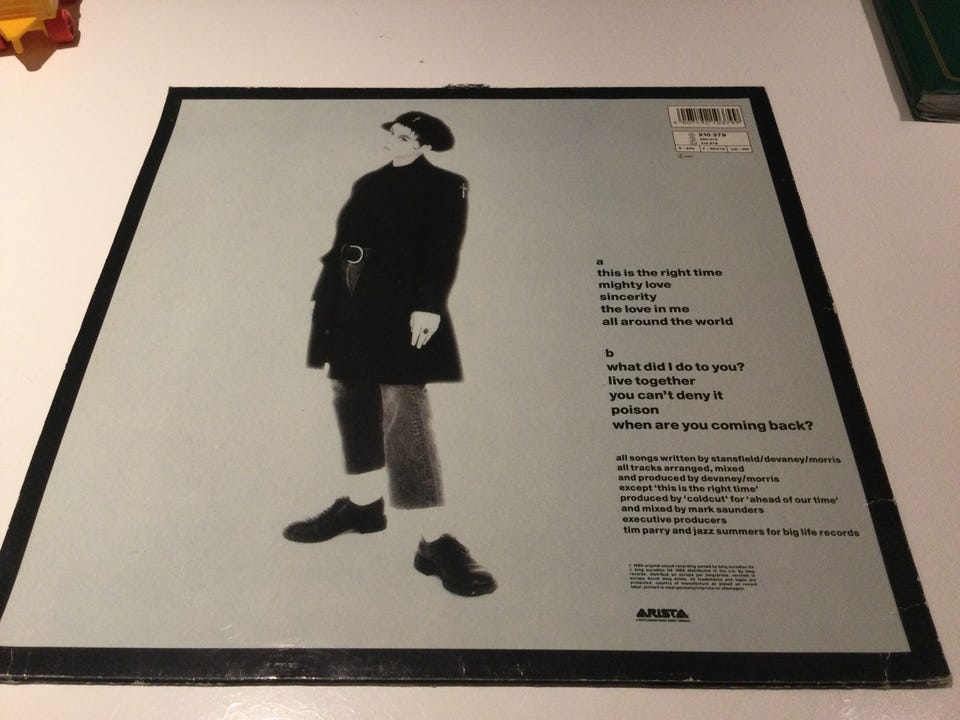 210 379
a
this is the right time
mighty love
sincerity
the love in me
all around the world
b
what did I do to you?
live together
you can't deny it
poison
when are you coming back?
all songs written by stansfield/devaney/morris
all tracks arranged, mixed
and produced by devaney/morris
except 'this is the right time'
produced by 'coldcut' for 'ahead of our time'
and mixed by mark saunders
executive producers
tim parry and jazz summers for big life records
ARISTA